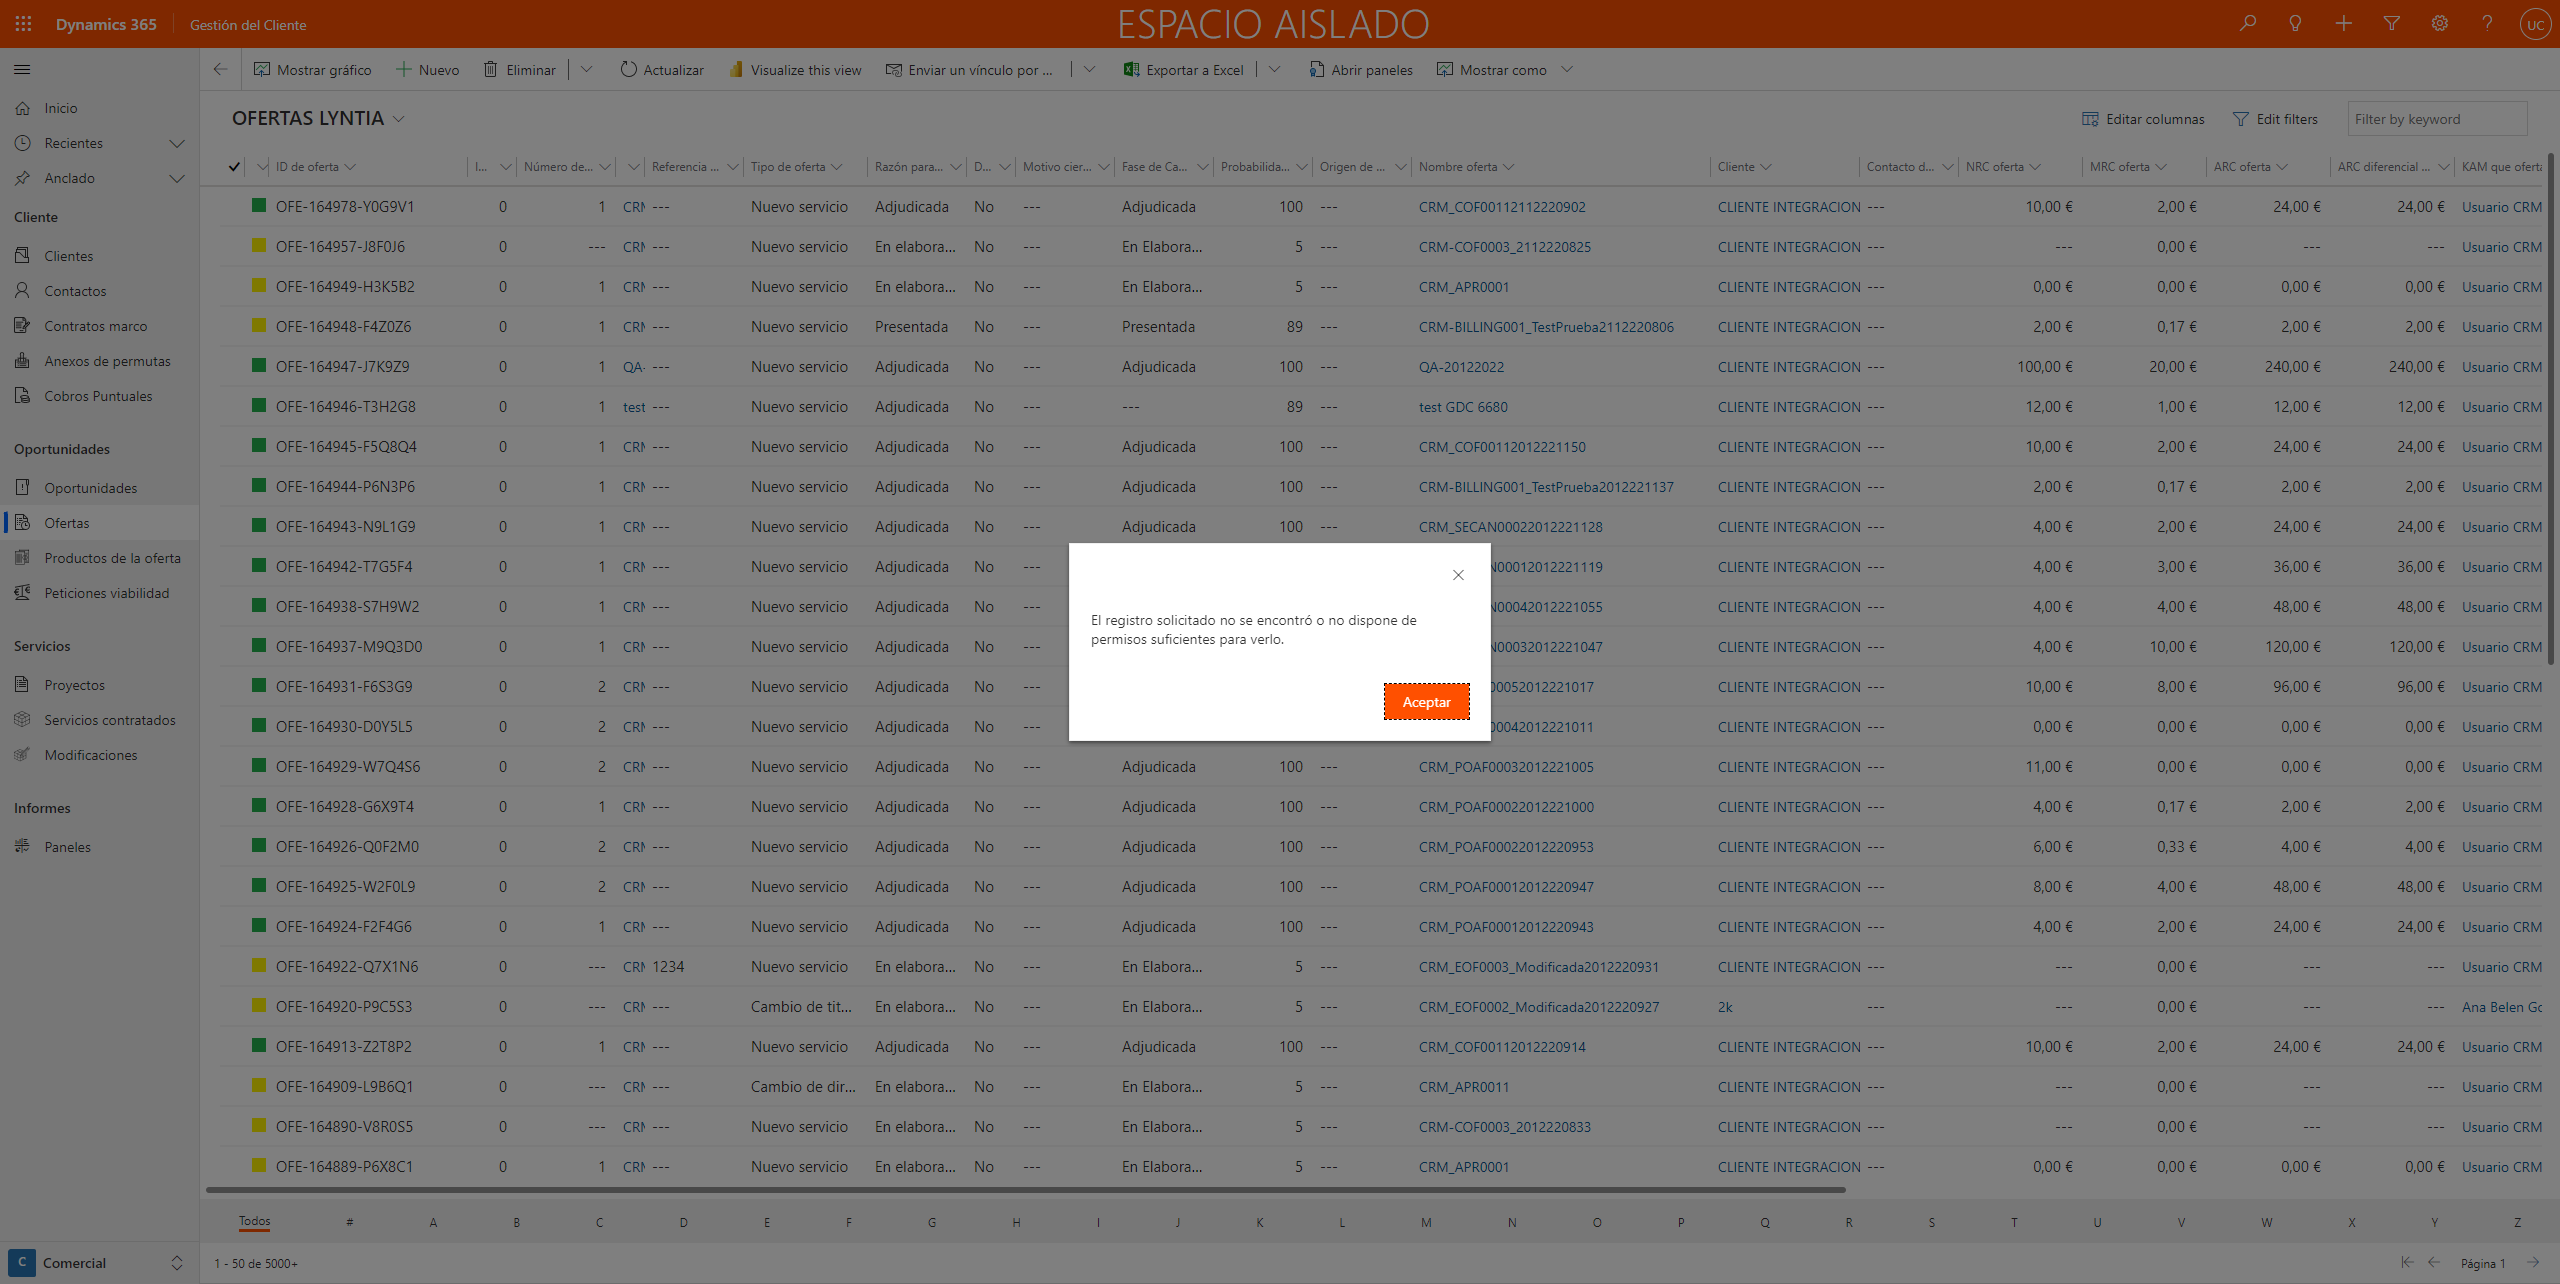 Dynamics 365 Gestión del Cliente ESPACIO AISLADO UC
Mostrar gráfico Nuevo Eliminar Actualizar Visualize this view Enviar un vínculo por ... Exportar a Excel Abrir paneles Mostrar como
Inicio
Recientes
Anclado
Cliente
Clientes
Contactos
Contratos marco
Anexos de permutas
Cobros Puntuales
Oportunidades
Oportunidades
Ofertas
Productos de la oferta
Peticiones viabilidad
Servicios
Proyectos
Servicios contratados
Modificaciones
Informes
Paneles
C Comercial
OFERTAS LYNTIA Editar columnas Edit filters Filter by keyword
ID de oferta I... Número de... Referencia ... Tipo de oferta Razón para... D... Motivo cier... Fase de Ca... Probabilida... Origen de ... Nombre oferta Cliente Contacto d... NRC oferta MRC oferta ARC oferta ARC diferencial ... KAM que oferta
OFE-164978-Y0G9V1 0 1 CRM --- Nuevo servicio Adjudicada No --- Adjudicada 100 --- CRM_COF00112112220902 CLIENTE INTEGRACION --- 10,00 € 2,00 € 24,00 € 24,00 € Usuario CRM
OFE-164957-J8F0J6 0 --- CRM --- Nuevo servicio En elabora... No --- En Elabora... 5 --- CRM-COF0003_2112220825 CLIENTE INTEGRACION --- --- 0,00 € --- --- Usuario CRM
OFE-164949-H3K5B2 0 1 CRM --- Nuevo servicio En elabora... No --- En Elabora... 5 --- CRM_APR0001 CLIENTE INTEGRACION --- 0,00 € 0,00 € 0,00 € 0,00 € Usuario CRM
OFE-164948-F4Z0Z6 0 1 CRM --- Nuevo servicio Presentada No --- Presentada 89 --- CRM-BILLING001_TestPrueba2112220806 CLIENTE INTEGRACION --- 2,00 € 0,17 € 2,00 € 2,00 € Usuario CRM
OFE-164947-J7K9Z9 0 1 QA- --- Nuevo servicio Adjudicada No --- Adjudicada 100 --- QA-20122022 CLIENTE INTEGRACION --- 100,00 € 20,00 € 240,00 € 240,00 € Usuario CRM
OFE-164946-T3H2G8 0 1 test --- Nuevo servicio Adjudicada No --- --- 89 --- test GDC 6680 CLIENTE INTEGRACION --- 12,00 € 1,00 € 12,00 € 12,00 € Usuario CRM
OFE-164945-F5Q8Q4 0 1 CRM --- Nuevo servicio Adjudicada No --- Adjudicada 100 --- CRM_COF00112012221150 CLIENTE INTEGRACION --- 10,00 € 2,00 € 24,00 € 24,00 € Usuario CRM
OFE-164944-P6N3P6 0 1 CRM --- Nuevo servicio Adjudicada No --- Adjudicada 100 --- CRM-BILLING001_TestPrueba2012221137 CLIENTE INTEGRACION --- 2,00 € 0,17 € 2,00 € 2,00 € Usuario CRM
OFE-164943-N9L1G9 0 1 CRM --- Nuevo servicio Adjudicada No --- Adjudicada 100 --- CRM_SECAN00022012221128 CLIENTE INTEGRACION --- 4,00 € 2,00 € 24,00 € 24,00 € Usuario CRM
OFE-164942-T7G5F4 0 1 CRM --- Nuevo servicio Adjudicada No --- N00012012221119 CLIENTE INTEGRACION --- 4,00 € 3,00 € 36,00 € 36,00 € Usuario CRM
OFE-164938-S7H9W2 0 1 CRM --- Nuevo servicio Adjudicada No --- N00042012221055 CLIENTE INTEGRACION --- 4,00 € 4,00 € 48,00 € 48,00 € Usuario CRM
OFE-164937-M9Q3D0 0 1 CRM --- Nuevo servicio Adjudicada No --- N00032012221047 CLIENTE INTEGRACION --- 4,00 € 10,00 € 120,00 € 120,00 € Usuario CRM
OFE-164931-F6S3G9 0 2 CRM --- Nuevo servicio Adjudicada No --- 00052012221017 CLIENTE INTEGRACION --- 10,00 € 8,00 € 96,00 € 96,00 € Usuario CRM
OFE-164930-D0Y5L5 0 2 CRM --- Nuevo servicio Adjudicada No --- 00042012221011 CLIENTE INTEGRACION --- 0,00 € 0,00 € 0,00 € 0,00 € Usuario CRM
OFE-164929-W7Q4S6 0 2 CRM --- Nuevo servicio Adjudicada No --- Adjudicada 100 --- CRM_POAF00032012221005 CLIENTE INTEGRACION --- 11,00 € 0,00 € 0,00 € 0,00 € Usuario CRM
OFE-164928-G6X9T4 0 1 CRM --- Nuevo servicio Adjudicada No --- Adjudicada 100 --- CRM_POAF00022012221000 CLIENTE INTEGRACION --- 4,00 € 0,17 € 2,00 € 2,00 € Usuario CRM
OFE-164926-Q0F2M0 0 2 CRM --- Nuevo servicio Adjudicada No --- Adjudicada 100 --- CRM_POAF00022012220953 CLIENTE INTEGRACION --- 6,00 € 0,33 € 4,00 € 4,00 € Usuario CRM
OFE-164925-W2F0L9 0 2 CRM --- Nuevo servicio Adjudicada No --- Adjudicada 100 --- CRM_POAF00012012220947 CLIENTE INTEGRACION --- 8,00 € 4,00 € 48,00 € 48,00 € Usuario CRM
OFE-164924-F2F4G6 0 1 CRM --- Nuevo servicio Adjudicada No --- Adjudicada 100 --- CRM_POAF00012012220943 CLIENTE INTEGRACION --- 4,00 € 2,00 € 24,00 € 24,00 € Usuario CRM
OFE-164922-Q7X1N6 0 --- CRM 1234 Nuevo servicio En elabora... No --- En Elabora... 5 --- CRM_EOF0003_Modificada2012220931 CLIENTE INTEGRACION --- --- 0,00 € --- --- Usuario CRM
OFE-164920-P9C5S3 0 --- CRM --- Cambio de tit... En elabora... No --- En Elabora... 5 --- CRM_EOF0002_Modificada2012220927 2k --- --- 0,00 € --- --- Ana Belen Go
OFE-164913-Z2T8P2 0 1 CRM --- Nuevo servicio Adjudicada No --- Adjudicada 100 --- CRM_COF00112012220914 CLIENTE INTEGRACION --- 10,00 € 2,00 € 24,00 € 24,00 € Usuario CRM
OFE-164909-L9B6Q1 0 --- CRM --- Cambio de dir... En elabora... No --- En Elabora... 5 --- CRM_APR0011 CLIENTE INTEGRACION --- --- 0,00 € --- --- Usuario CRM
OFE-164890-V8R0S5 0 --- CRM --- Nuevo servicio En elabora... No --- En Elabora... 5 --- CRM-COF0003_2012220833 CLIENTE INTEGRACION --- --- 0,00 € --- --- Usuario CRM
OFE-164889-P6X8C1 0 1 CRM --- Nuevo servicio En elabora... No --- En Elabora... 5 --- CRM_APR0001 CLIENTE INTEGRACION --- 0,00 € 0,00 € 0,00 € 0,00 € Usuario CRM
El registro solicitado no se encontró o no dispone de
permisos suficientes para verlo.
Aceptar
Todos # A B C D E F G H I J K L M N O P Q R S T U V W X Y Z
1 - 50 de 5000+ Página 1